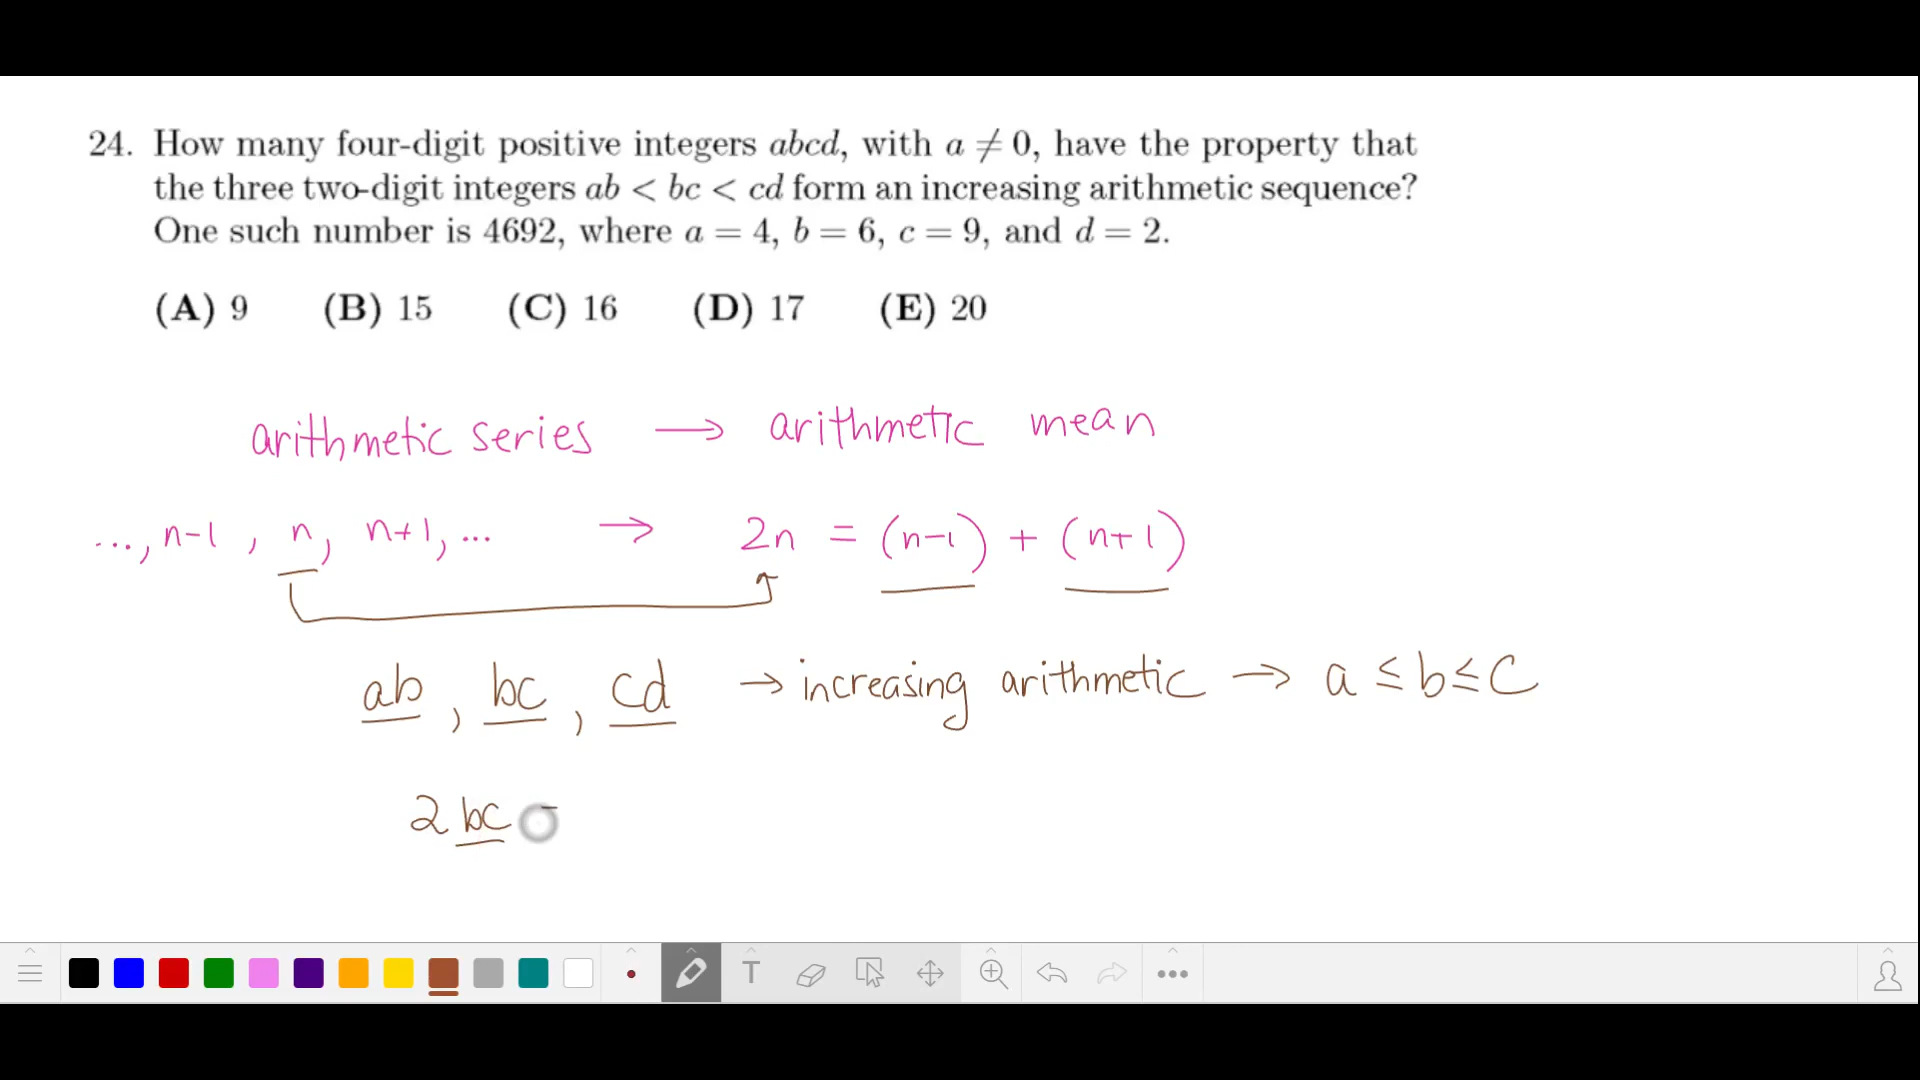 24. How many four-digit positive integers abcd, with a ≠ 0, have the property that
the three two-digit integers ab < bc < cd form an increasing arithmetic sequence?
One such number is 4692, where a = 4, b = 6, c = 9, and d = 2.
(A) 9 (B) 15 (C) 16 (D) 17 (E) 20
arithmetic series → arithmetic mean
..., n-1, n, n+1, ... → 2n = (n-1) + (n+1)
ab, bc, cd → increasing arithmetic → a ≤ b ≤ c
2 bc
T